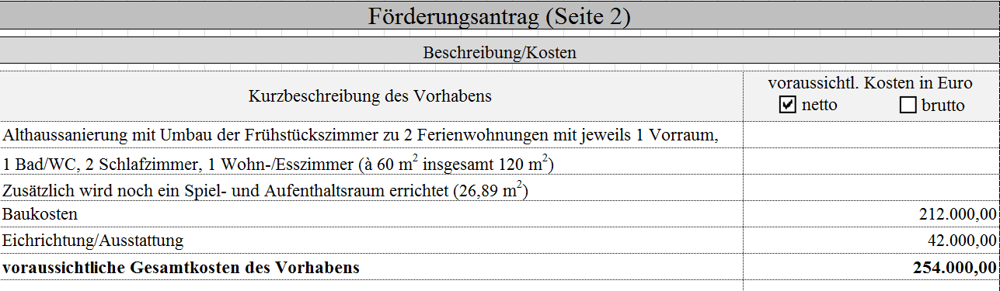 Förderungsantrag (Seite 2)
Beschreibung/Kosten
Kurzbeschreibung des Vorhabens
voraussichtl. Kosten in Euro
netto brutto
Althaussanierung mit Umbau der Frühstückszimmer zu 2 Ferienwohnungen mit jeweils 1 Vorraum,
1 Bad/WC, 2 Schlafzimmer, 1 Wohn-/Esszimmer (à 60 m² insgesamt 120 m²)
Zusätzlich wird noch ein Spiel- und Aufenthaltsraum errichtet (26,89 m²)
Baukosten 212.000,00
Eichrichtung/Ausstattung 42.000,00
voraussichtliche Gesamtkosten des Vorhabens 254.000,00